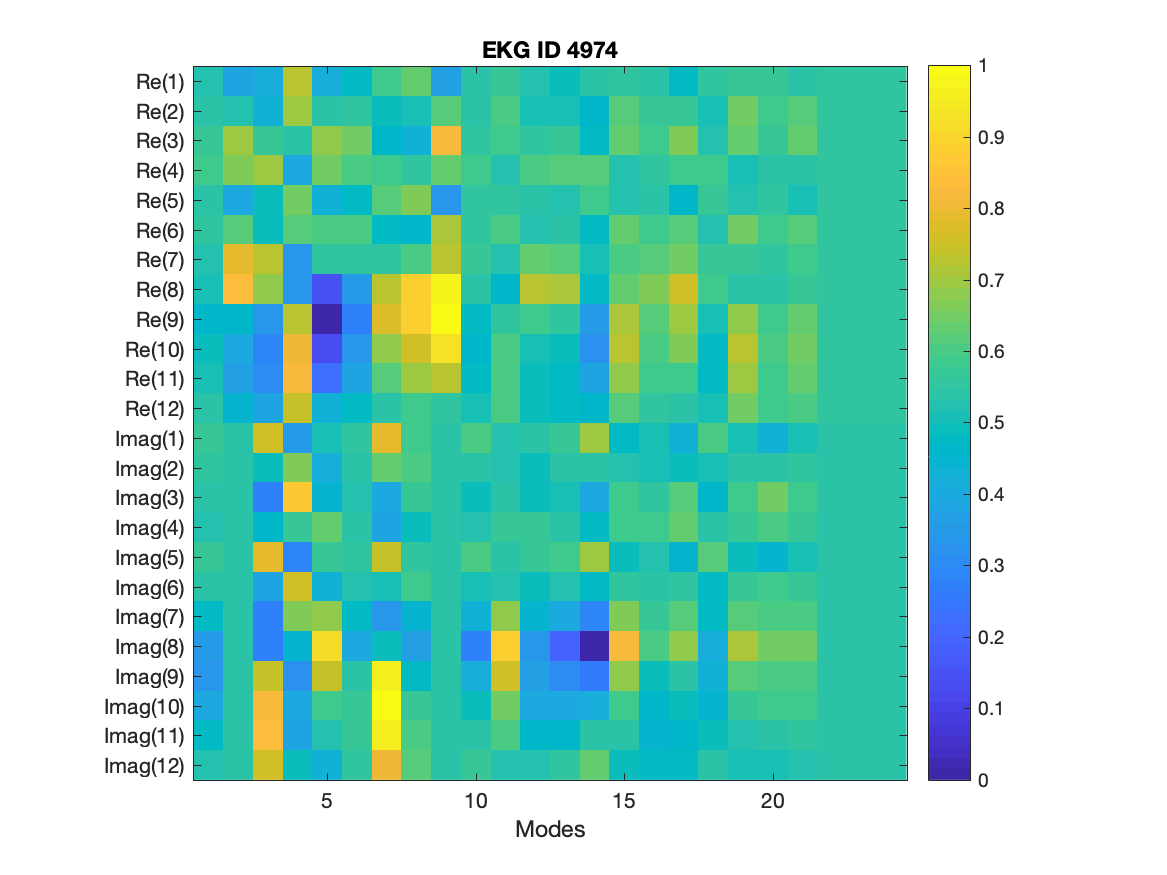 EKG ID 4974
Re(1)
Re(2)
Re(3)
Re(4)
Re(5)
Re(6)
Re(7)
Re(8)
Re(9)
Re(10)
Re(11)
Re(12)
Imag(1)
Imag(2)
Imag(3)
Imag(4)
Imag(5)
Imag(6)
Imag(7)
Imag(8)
Imag(9)
Imag(10)
Imag(11)
Imag(12)
5 10 15 20
Modes
1
0.9
0.8
0.7
0.6
0.5
0.4
0.3
0.2
0.1
0